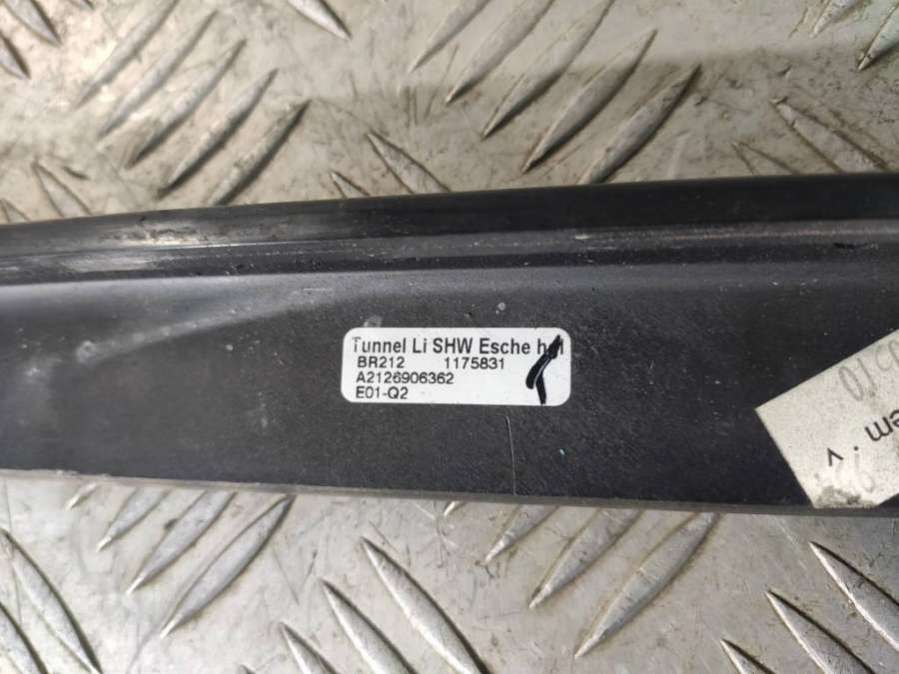 Tunnel Li SHW Esche
BR212 1175831
A2126906362
E01-Q2